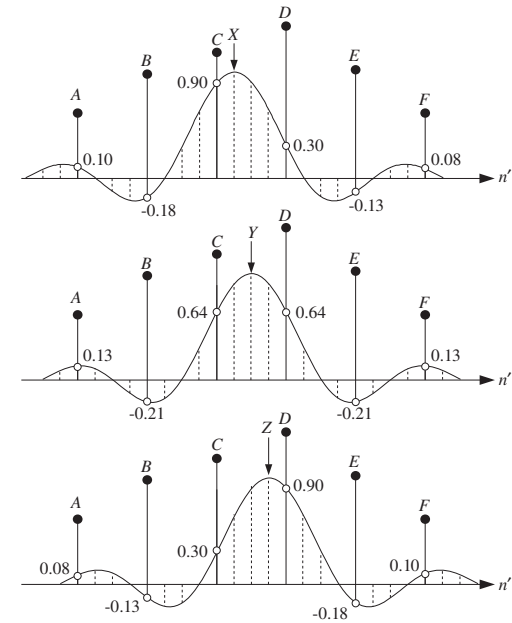 D
C X
B E
0.90
A F
0.30
0.10 0.08
n′
-0.18 -0.13
D
Y
C
B E
A F
0.64 0.64
0.13 0.13
n′
-0.21 -0.21
Z D
C
B E
0.90
A F
0.30
0.08 0.10
n′
-0.13 -0.18